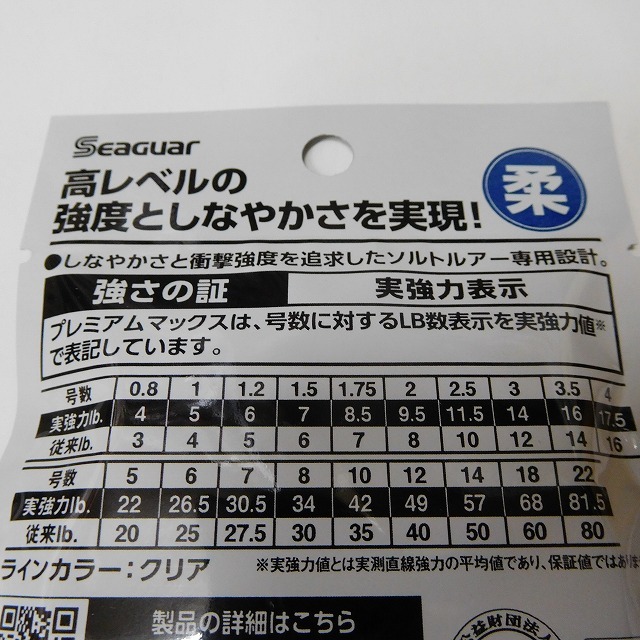 Seaguar
高レベルの
強度としなやかさを実現!
柔
●しなやかさと衝撃強度を追求したソルトルアー専用設計。
強さの証 実強力表示
プレミアムマックスは、号数に対するLB数表示を実強力値※
で表記しています。
号数 0.8 1 1.2 1.5 1.75 2 2.5 3 3.5 4
実強力lb. 4 5 6 7 8.5 9.5 11.5 14 16 17.5
従来lb. 3 4 5 6 7 8 10 12 14 16
号数 5 6 7 8 10 12 14 18 22
実強力lb. 22 26.5 30.5 34 42 49 57 68 81.5
従来lb. 20 25 27.5 30 35 40 50 60 80
ラインカラー:クリア
※実強力値とは実測直線強力の平均値であり、保証値ではありま
製品の詳細はこちら
益財団法